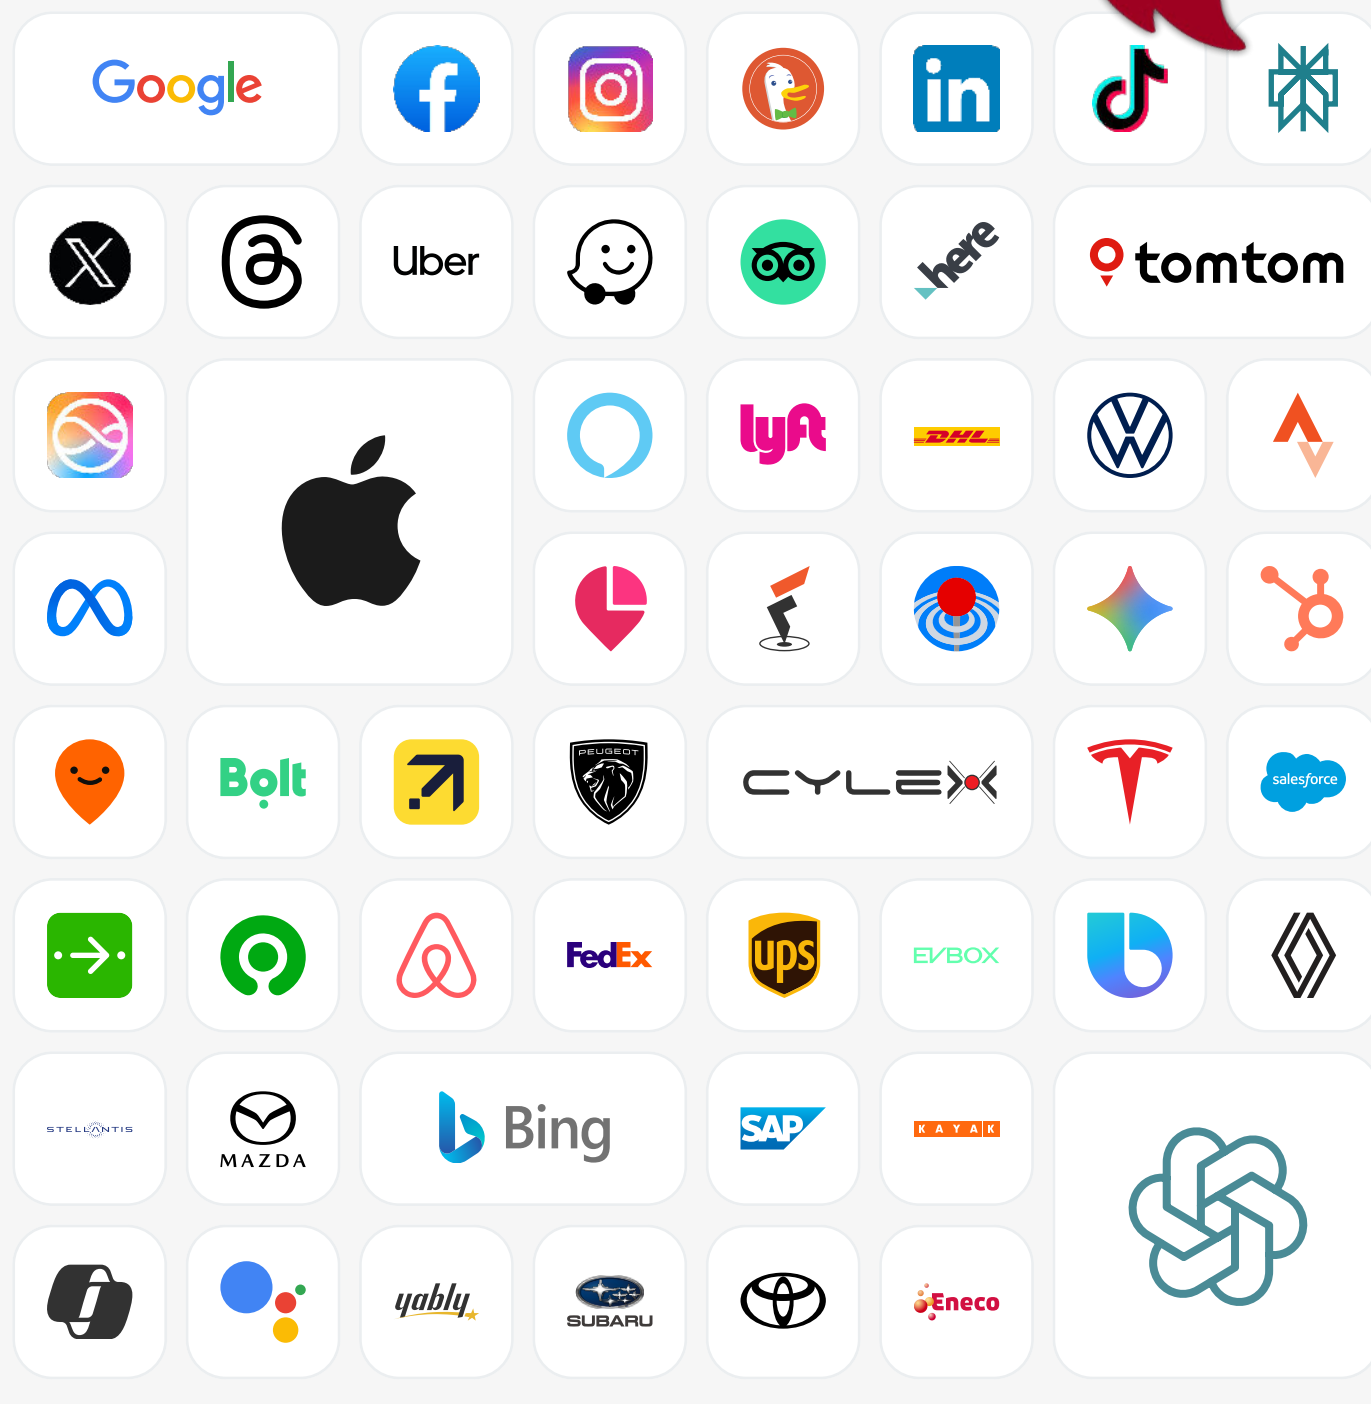 Google
f
in
X
Uber
here
tomtom
lyft
DHL
Bolt
PEUGEOT
CYLEX
salesforce
FedEx
ups
EVBOX
STELLANTIS
MAZDA
Bing
SAP
KAYAK
yably
SUBARU
Eneco